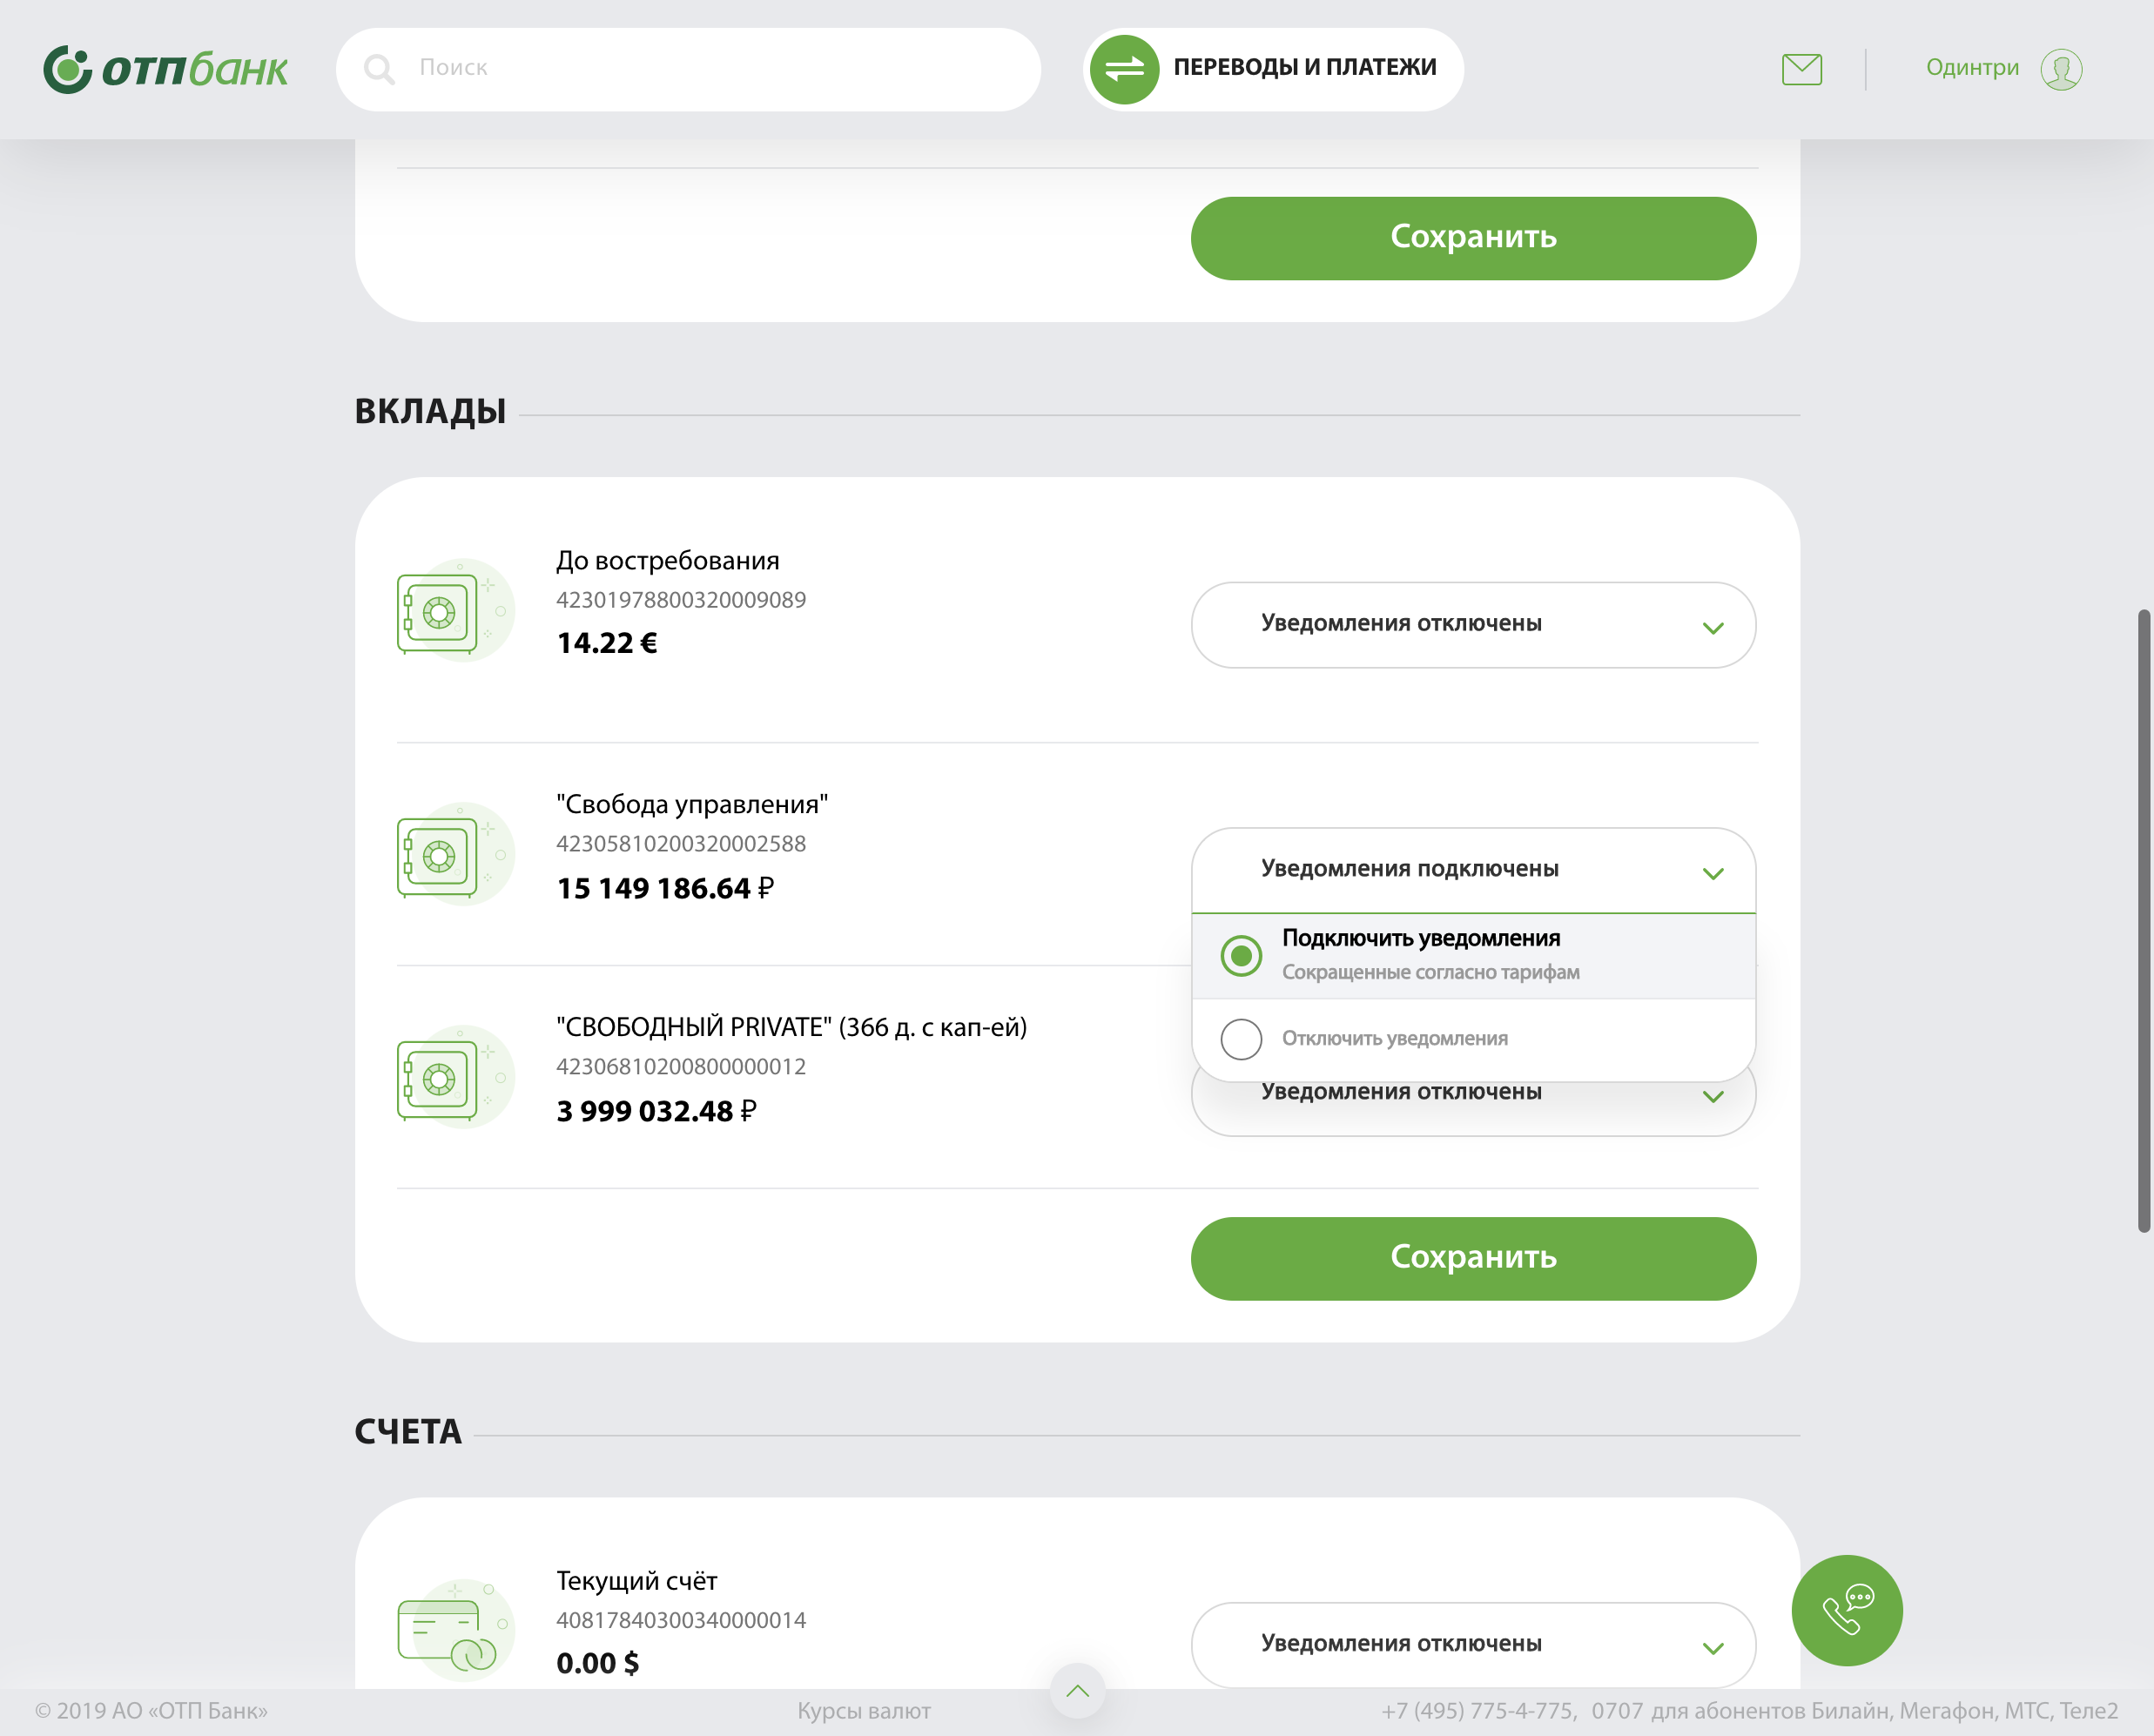 отпбанк
Поиск
ПЕРЕВОДЫ И ПЛАТЕЖИ
Одинтри
Сохранить
ВКЛАДЫ
До востребования
42301978800320009089
14.22 €
Уведомления отключены
"Свобода управления"
42305810200320002588
15 149 186.64 ₽
Уведомления подключены
Подключить уведомления
Сокращенные согласно тарифам
Отключить уведомления
"СВОБОДНЫЙ PRIVATE" (366 д. с кап-ей)
42306810200800000012
3 999 032.48 ₽
Уведомления отключены
Сохранить
СЧЕТА
Текущий счёт
40817840300340000014
0.00 $
Уведомления отключены
© 2019 АО «ОТП Банк»
Курсы валют
+7 (495) 775-4-775, 0707 для абонентов Билайн, Мегафон, МТС, Теле2